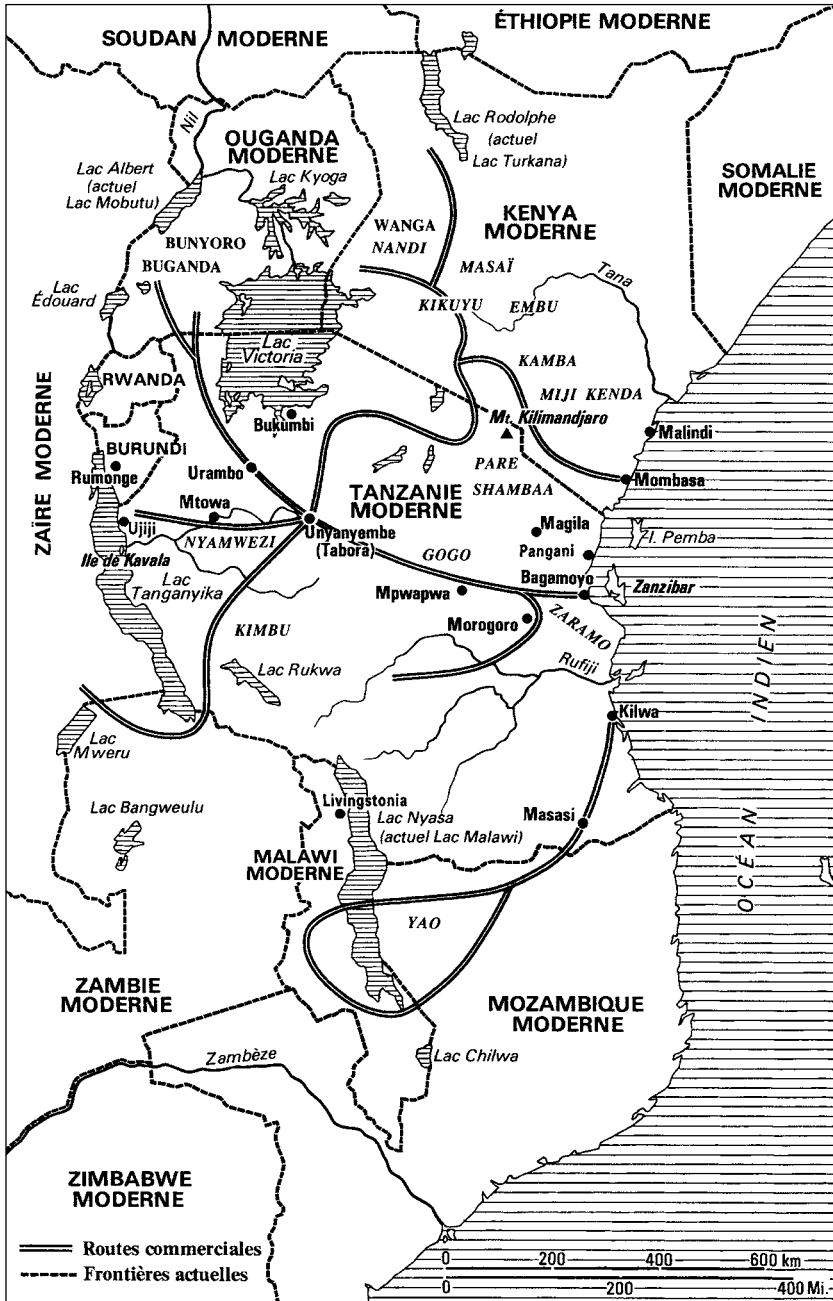 SOUDAN MODERNE
ÉTHIOPIE MODERNE
Nil
Lac Rodolphe
(actuel
Lac Turkana)
OUGANDA
MODERNE
Lac Albert
(actuel
Lac Mobutu)
Lac Kyoga
SOMALIE
MODERNE
WANGA
NANDI
KENYA
MODERNE
BUNYORO
BUGANDA
MASAÏ
Tana
Lac
Édouard
KIKUYU
EMBU
Lac
Victoria
KAMBA
RWANDA
MIJI KENDA
Bukumbi
Mt. Kilimandjaro
Malindi
ZAÏRE MODERNE
BURUNDI
Rumonge
Urambo
PARE
SHAMBAA
Mombasa
Mtowa
TANZANIE
MODERNE
Ujiji
Unyanyembe
(Tabora)
Magila
I. Pemba
NYAMWEZI
GOGO
Pangani
Ile de Kavala
Lac
Tanganyika
Bagamoyo
Zanzibar
Mpwapwa
Morogoro
ZARAMO
KIMBU
Lac Rukwa
Rufiji
Kilwa
Lac
Mweru
OCÉAN INDIEN
Livingstonia
Lac Nyasa
(actuel Lac Malawi)
Masasi
Lac Bangweulu
MALAWI
MODERNE
YAO
ZAMBIE
MODERNE
MOZAMBIQUE
MODERNE
Zambèze
Lac Chilwa
ZIMBABWE
MODERNE
Routes commerciales
Frontières actuelles
0 200 400 600 km
0 200 400 Mi.